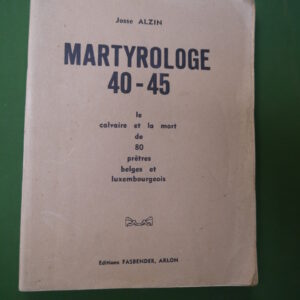 Josse ALZIN
MARTYROLOGE
40-45
le
calvaire et la mort
de
80
prêtres
belges et
luxembourgeois
Editions FASBENDER, ARLON